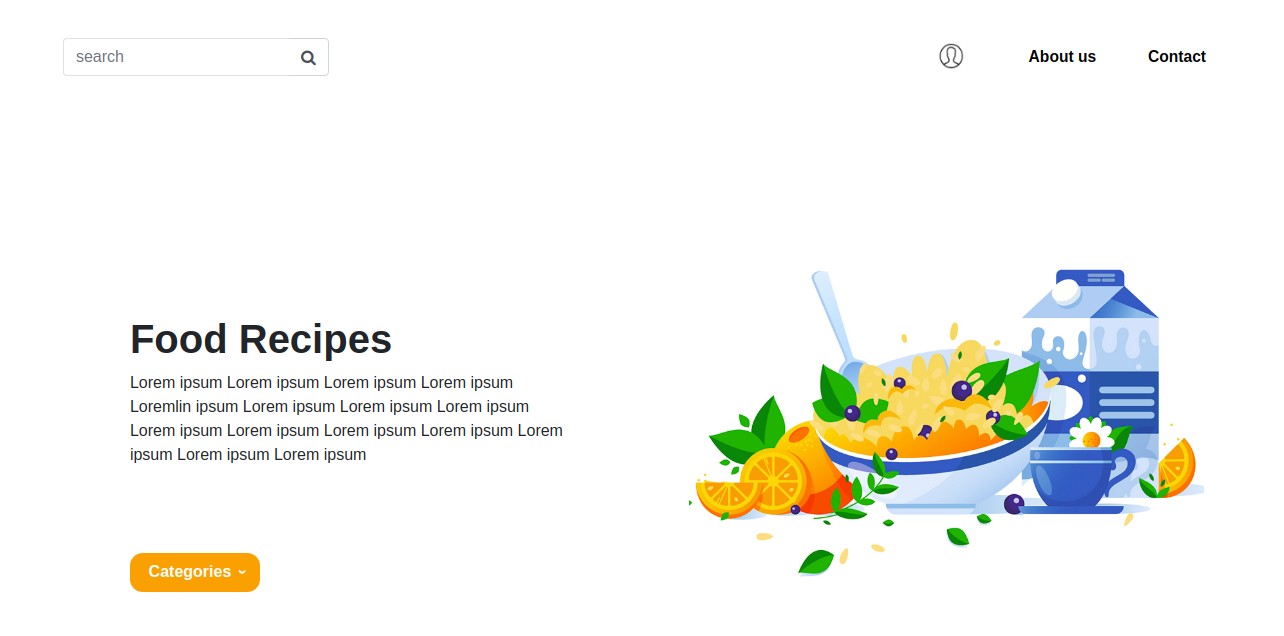 search
About us
Contact
Food Recipes
Lorem ipsum Lorem ipsum Lorem ipsum Lorem ipsum
Loremlin ipsum Lorem ipsum Lorem ipsum Lorem ipsum
Lorem ipsum Lorem ipsum Lorem ipsum Lorem ipsum Lorem
ipsum Lorem ipsum Lorem ipsum
Categories